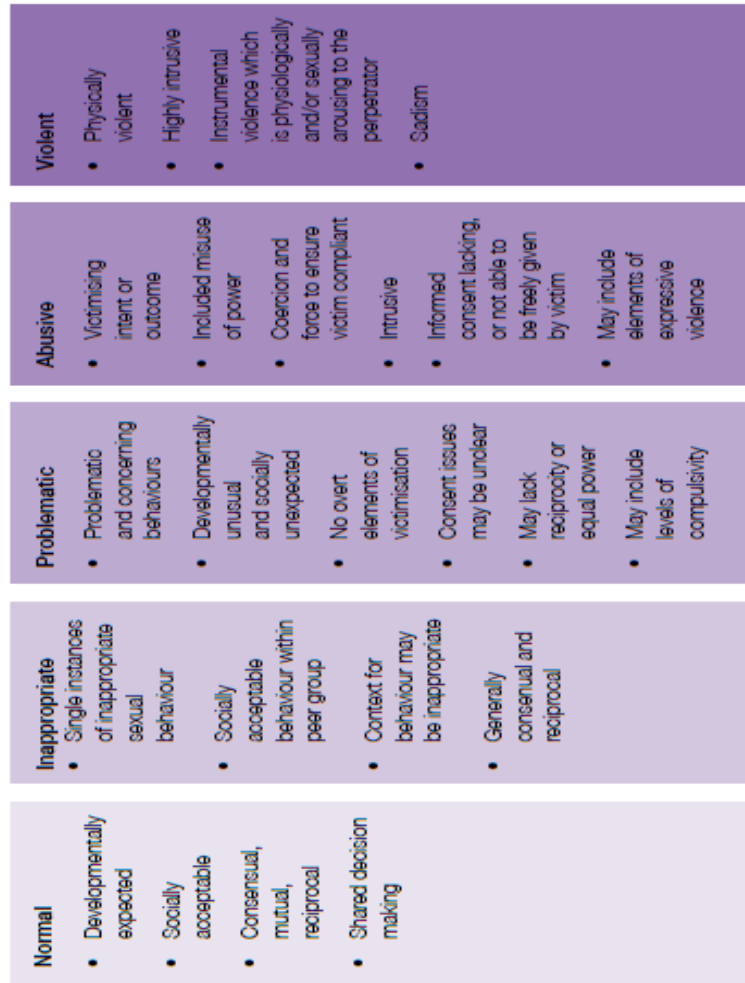 Normal
• Developmentally
expected
• Socially
acceptable
• Consensual,
mutual,
reciprocal
• Shared decision
making
Inappropriate
• Single instances
of inappropriate
sexual
behaviour
• Socially
acceptable
behaviour within
peer group
• Context for
behaviour may
be inappropriate
• Generally
consenual and
reciprocal
Problematic
• Problematic
and concerning
behaviours
• Developmentally
unusual
and socially
unexpected
• No overt
elements of
victimisation
• Consent issues
may be unclear
• May lack
reciprocity or
equal power
• May include
levels of
compulsivity
Abusive
• Victimising
intent or
outcome
• Included misuse
of power
• Coercion and
force to ensure
victim compliant
• Intrusive
• Informed
consent lacking,
or not able to
be freely given
by victim
• May include
elements of
expressive
violence
Violent
• Physically
violent
• Highly intrusive
• Instrumental
violence which
is physiologically
and/or sexually
arousing to the
perpetrator
• Sadism